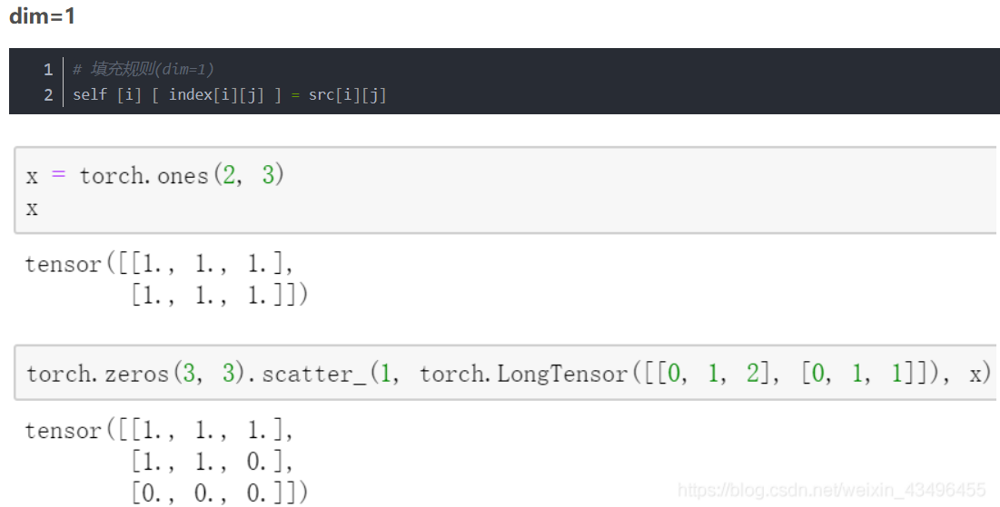 dim=1
1 # 填充规则(dim=1)
2 self [i] [ index[i][j] ] = src[i][j]
x = torch.ones(2, 3)
x
tensor([[1., 1., 1.],
        [1., 1., 1.]])
torch.zeros(3, 3).scatter_(1, torch.LongTensor([[0, 1, 2], [0, 1, 1]]), x)
tensor([[1., 1., 1.],
        [1., 1., 0.],
        [0., 0., 0.]])
https://blog.csdn.net/weixin_43496455